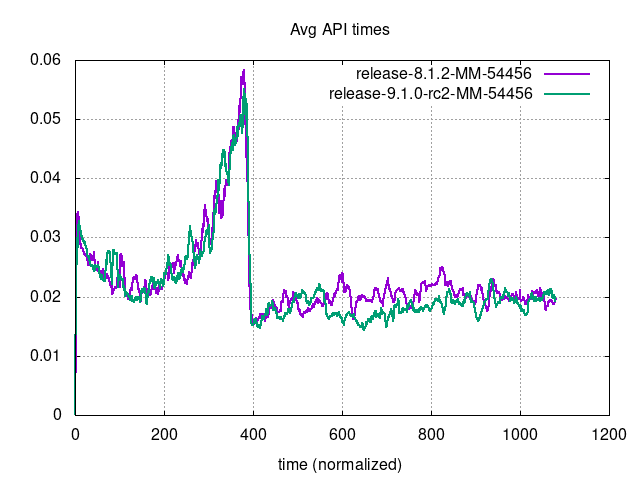 Avg API times
release-8.1.2-MM-54456
release-9.1.0-rc2-MM-54456
0.06
0.05
0.04
0.03
0.02
0.01
0
0 200 400 600 800 1000 1200
time (normalized)